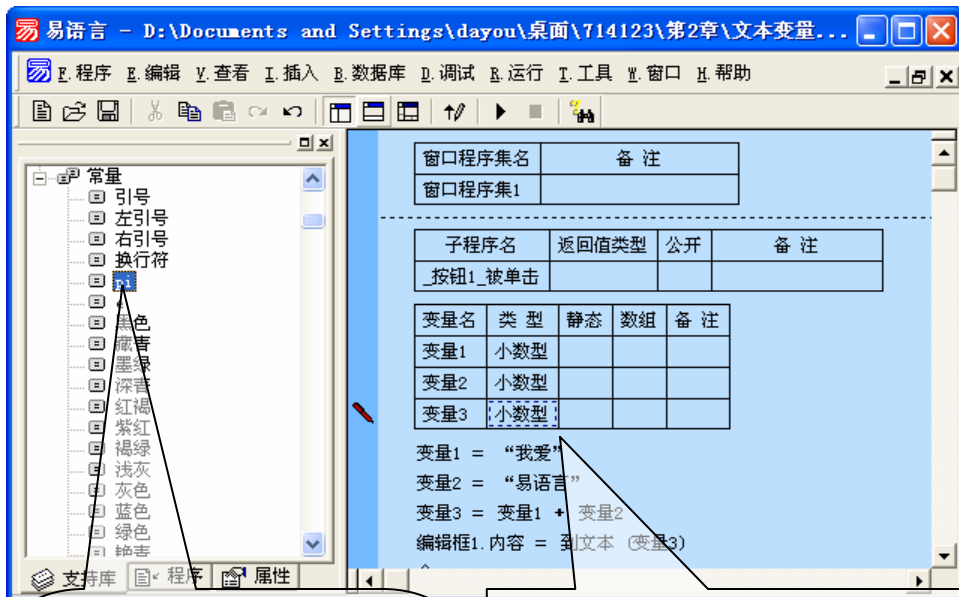 易语言 - D:\Documents and Settings\dayou\桌面\714123\第2章\文本变量...
F.程序 E.编辑 V.查看 I.插入 B.数据库 D.调试 R.运行 T.工具 W.窗口 H.帮助
常量
引号
左引号
右引号
换行符
pi
e
黑色
藏青
墨绿
深青
红褐
紫红
褐绿
浅灰
灰色
蓝色
绿色
艳青
支持库 程序 属性
窗口程序集名 备 注
窗口程序集1
子程序名 返回值类型 公开 备 注
_按钮1_被单击
变量名 类 型 静态 数组 备 注
变量1 小数型
变量2 小数型
变量3 小数型
变量1 = “我爱”
变量2 = “易语言”
变量3 = 变量1 + 变量2
编辑框1.内容 = 到文本 (变量3)